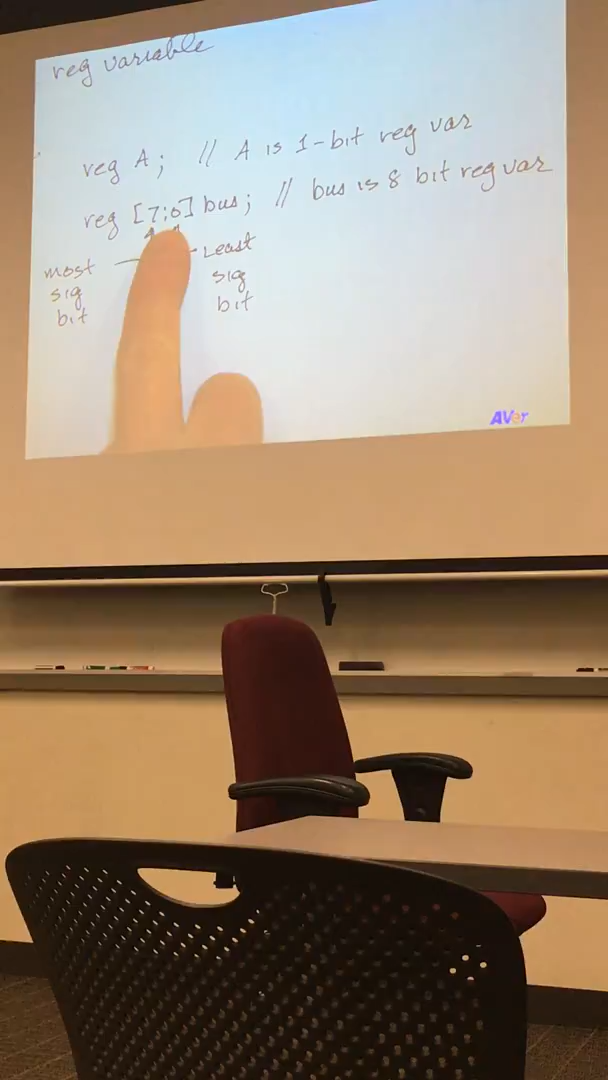 reg variable
reg A; // A is 1-bit reg var
reg [7:0] bus; // bus is 8 bit reg var
most
sig
bit
Least
sig
bit
AVer